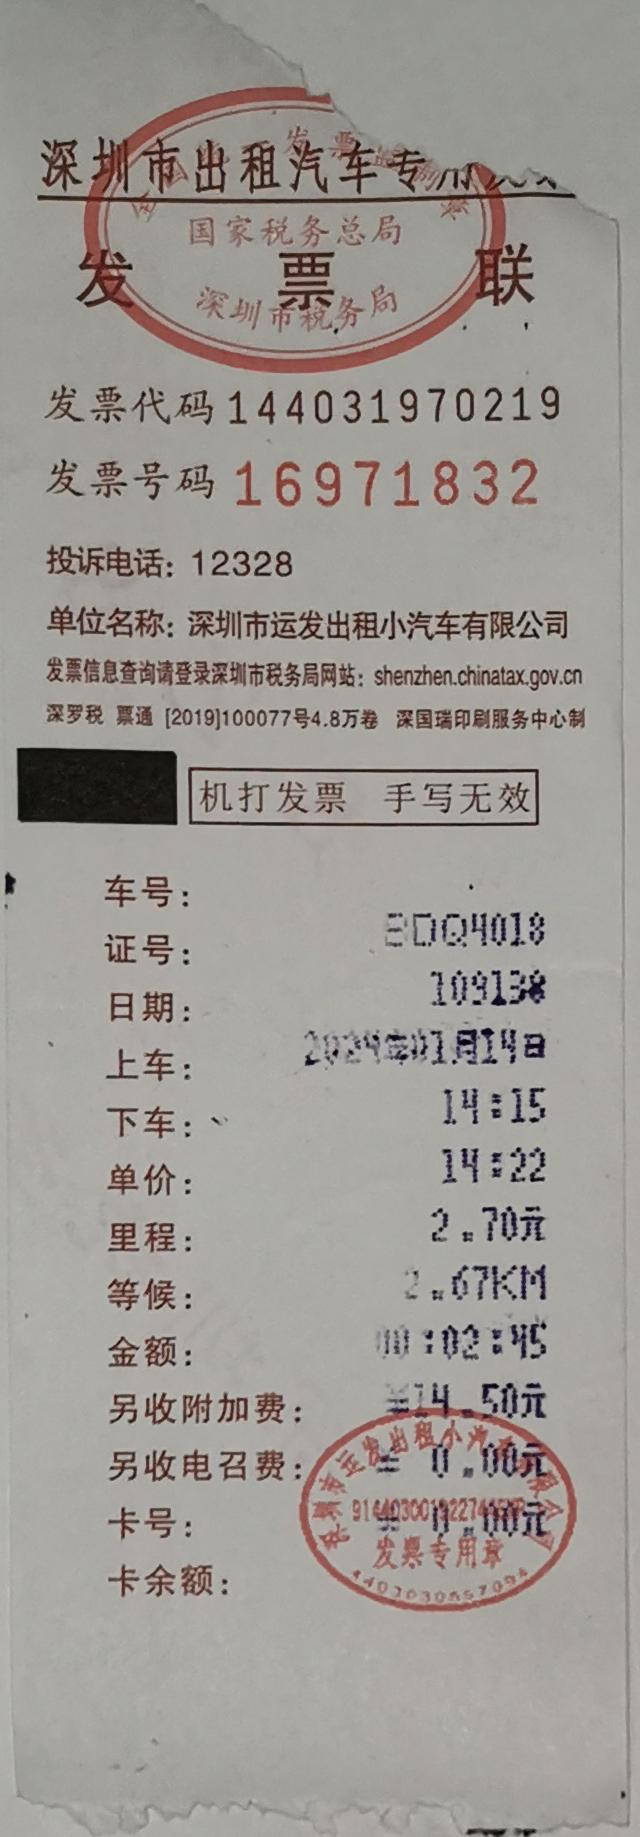 深圳市出租汽车专用
国家税务总局
发 票 联
深圳市税务局
发票代码 144031970219
发票号码 16971832
投诉电话：12328
单位名称：深圳市运发出租小汽车有限公司
发票信息查询请登录深圳市税务局网站：shenzhen.chinatax.gov.cn
深罗税 票通 [2019]100077号4.8万卷 深国瑞印刷服务中心制
机打发票 手写无效
车号：
BDQ4018
证号：
109138
日期：
2024年01月14日
上车：
14:15
下车：
14:22
单价：
2.70元
里程：
2.67KM
等候：
00:02:45
金额：
¥14.50元
另收附加费：
深圳市运发出租小汽车有限公司
0.00元
另收电召费：
0.00元
卡号：
发票专用章
卡余额：